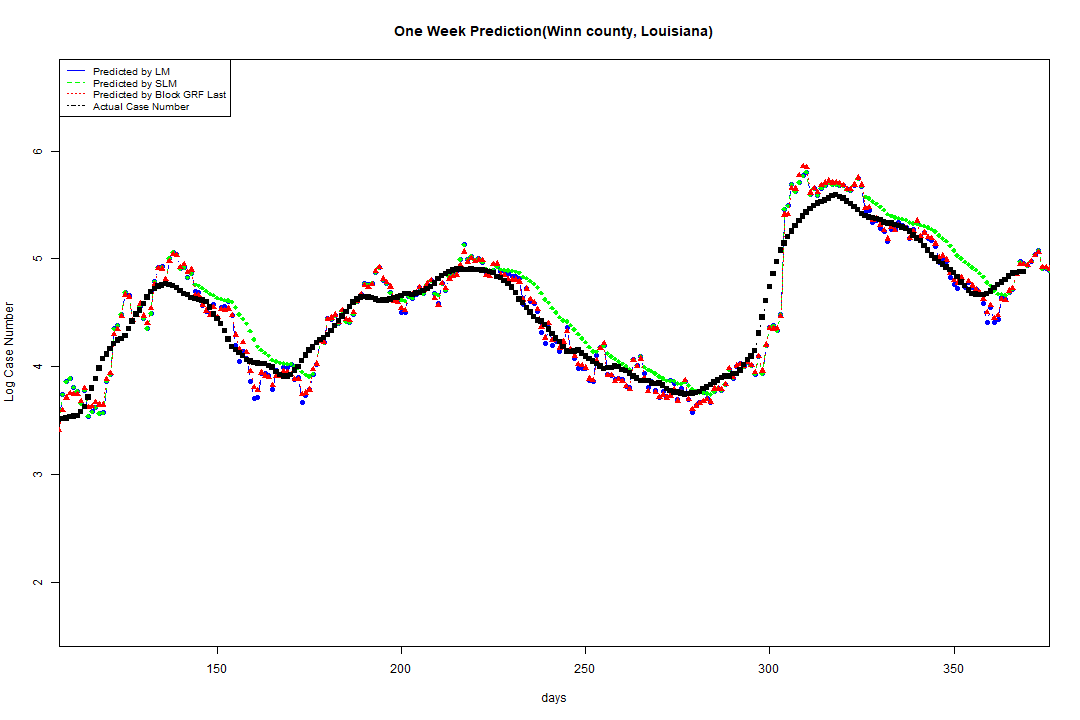 One Week Prediction(Winn county, Louisiana)
Predicted by LM
Predicted by SLM
Predicted by Block GRF Last
Actual Case Number
6
5
4
3
2
Log Case Number
150 200 250 300 350
days